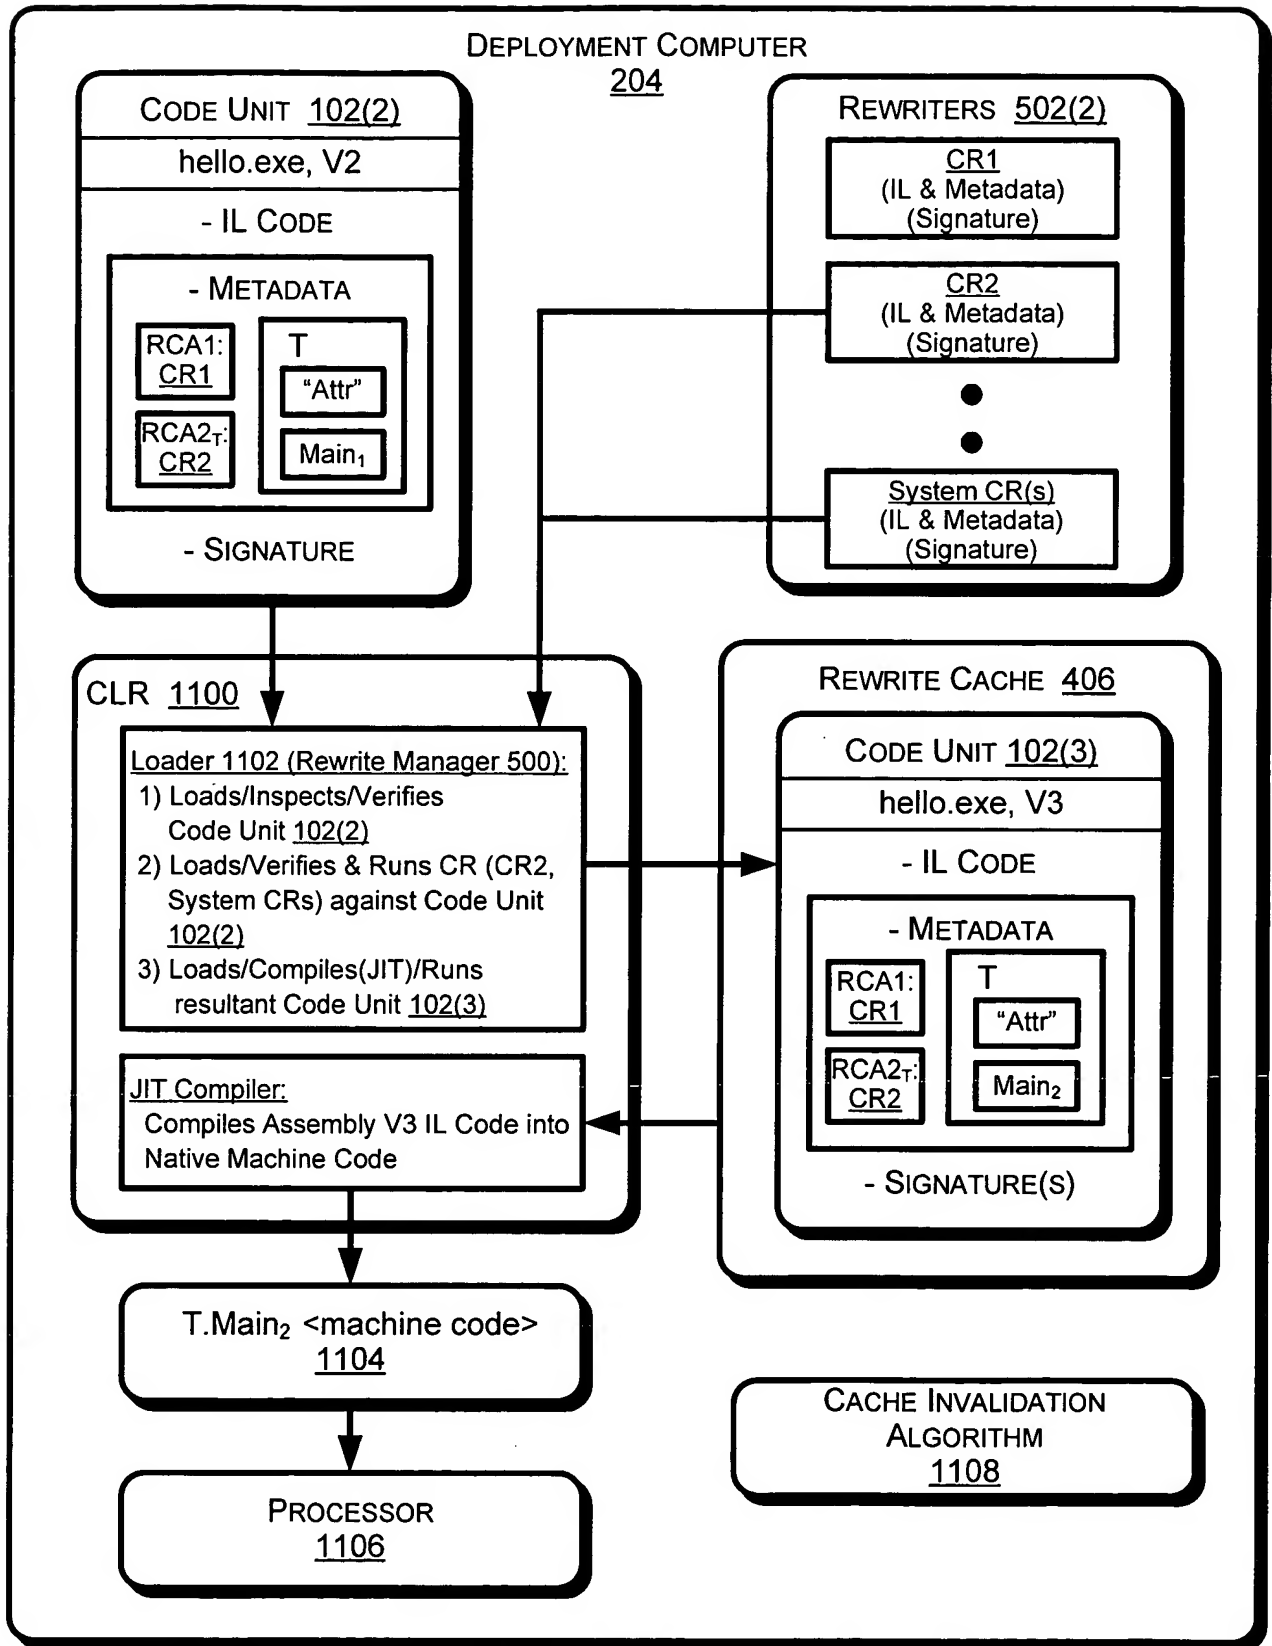 DEPLOYMENT COMPUTER
204
CODE UNIT 102(2)
hello.exe, V2
- IL CODE
- METADATA
RCA1:
CR1
RCA2T:
CR2
T
“Attr”
Main1
- SIGNATURE
REWRITERS 502(2)
CR1
(IL & Metadata)
(Signature)
CR2
(IL & Metadata)
(Signature)
System CR(s)
(IL & Metadata)
(Signature)
CLR 1100
Loader 1102 (Rewrite Manager 500):
1) Loads/Inspects/Verifies
Code Unit 102(2)
2) Loads/Verifies & Runs CR (CR2,
System CRs) against Code Unit
102(2)
3) Loads/Compiles(JIT)/Runs
resultant Code Unit 102(3)
JIT Compiler:
Compiles Assembly V3 IL Code into
Native Machine Code
REWRITE CACHE 406
CODE UNIT 102(3)
hello.exe, V3
- IL CODE
- METADATA
RCA1:
CR1
RCA2T:
CR2
T
“Attr”
Main2
- SIGNATURE(S)
T.Main2 <machine code>
1104
PROCESSOR
1106
CACHE INVALIDATION
ALGORITHM
1108